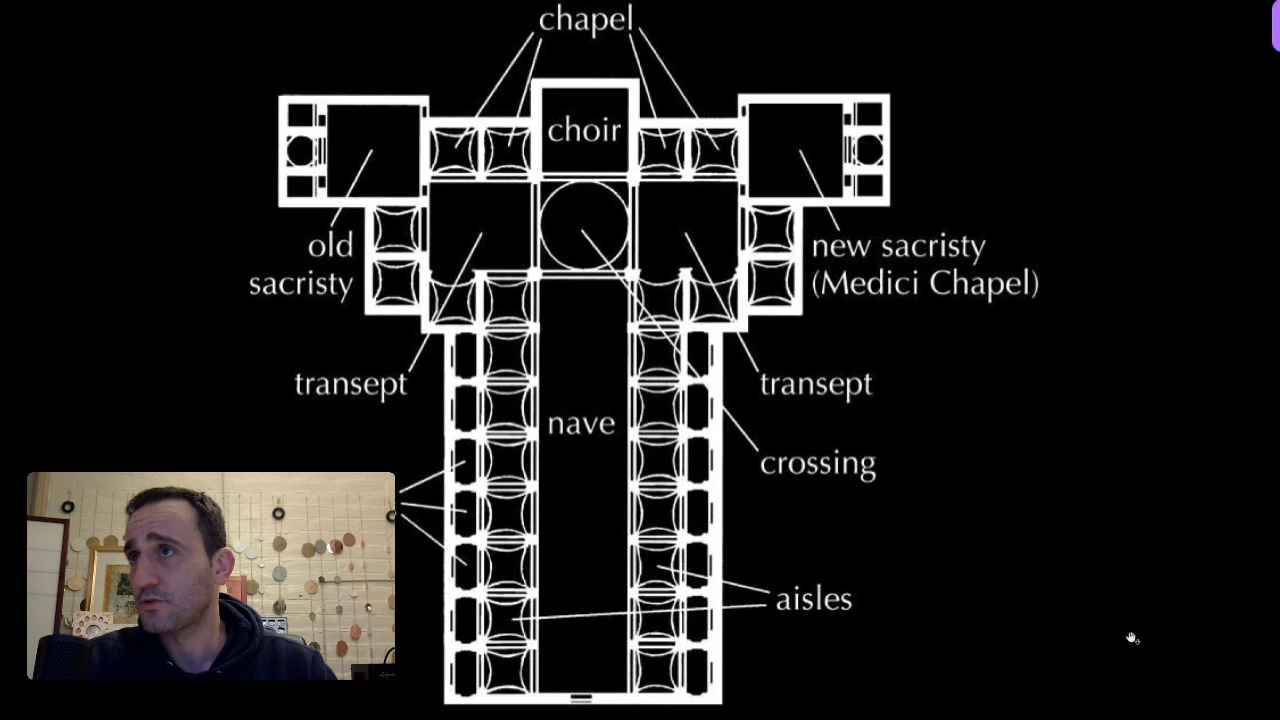 chapel
choir
old
sacristy
new sacristy
(Medici Chapel)
transept
transept
nave
crossing
aisles